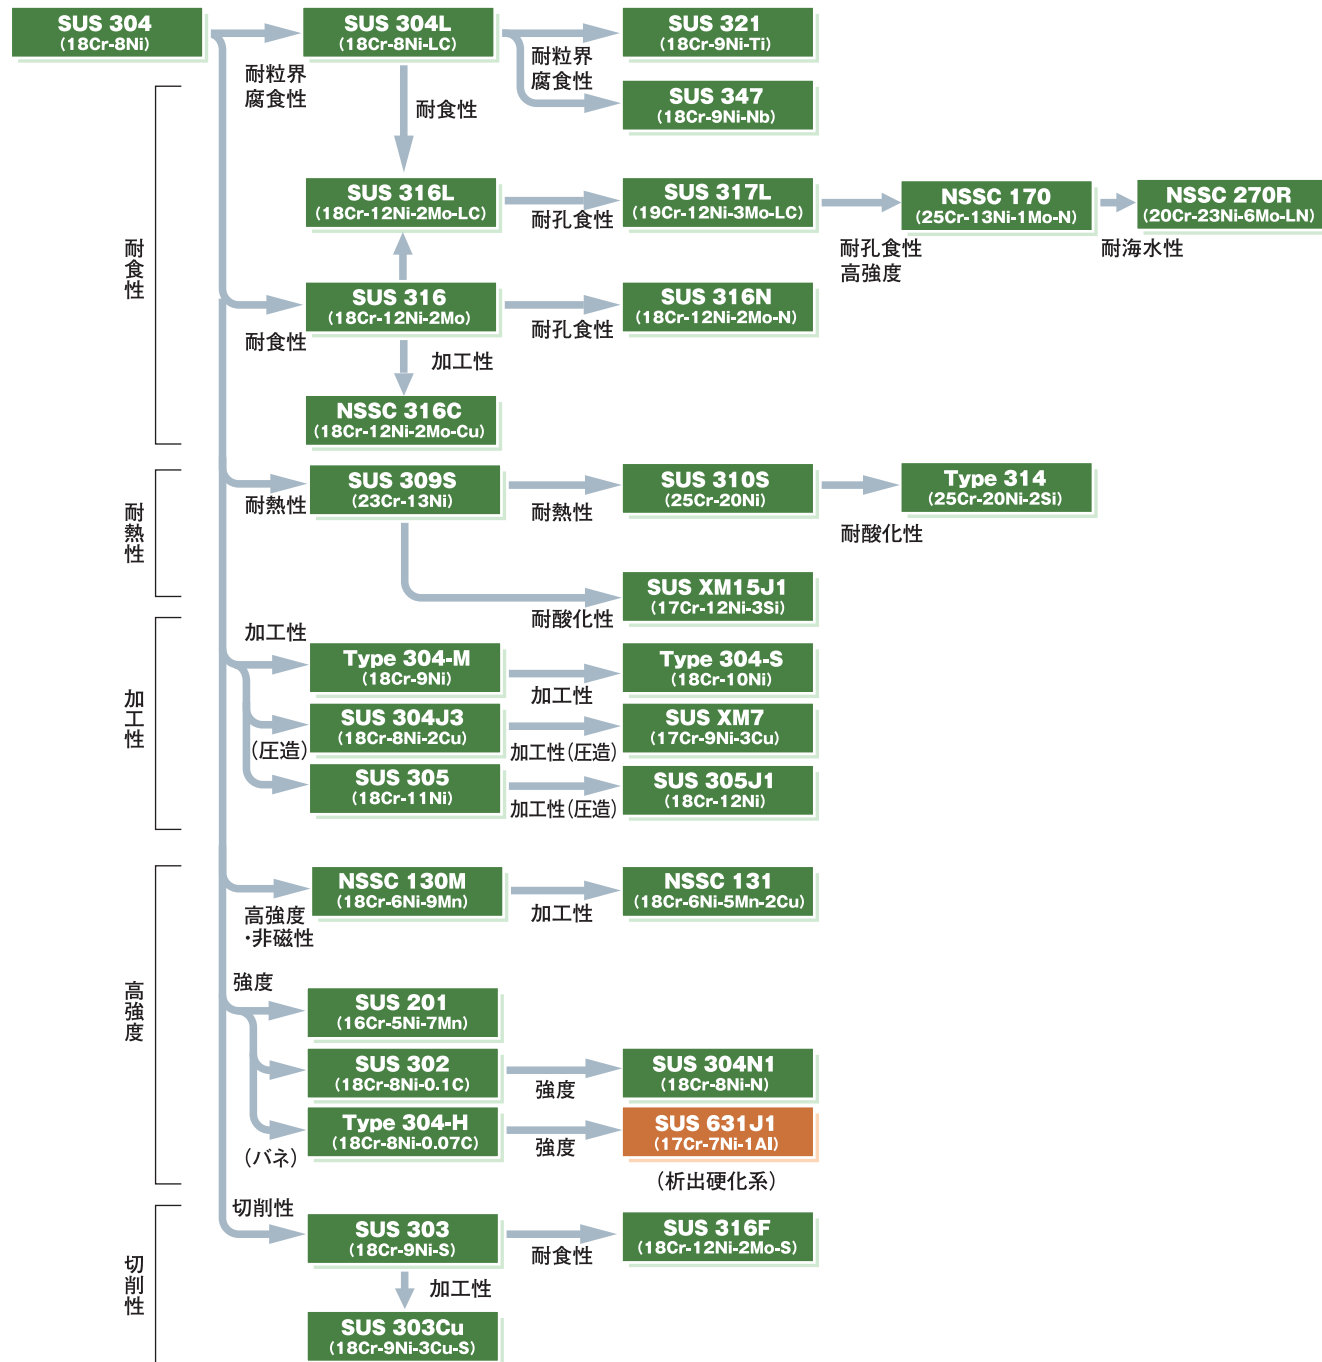 SUS 304
(18Cr-8Ni)
SUS 304L
(18Cr-8Ni-LC)
SUS 321
(18Cr-9Ni-Ti)
耐粒界
腐食性
耐粒界
腐食性
SUS 347
(18Cr-9Ni-Nb)
耐食性
耐食性
SUS 316L
(18Cr-12Ni-2Mo-LC)
耐孔食性
SUS 317L
(19Cr-12Ni-3Mo-LC)
耐孔食性
高強度
NSSC 170
(25Cr-13Ni-1Mo-N)
耐海水性
NSSC 270R
(20Cr-23Ni-6Mo-LN)
耐食性
SUS 316
(18Cr-12Ni-2Mo)
耐孔食性
SUS 316N
(18Cr-12Ni-2Mo-N)
加工性
NSSC 316C
(18Cr-12Ni-2Mo-Cu)
耐熱性
耐熱性
SUS 309S
(23Cr-13Ni)
耐熱性
SUS 310S
(25Cr-20Ni)
耐酸化性
Type 314
(25Cr-20Ni-2Si)
耐酸化性
SUS XM15J1
(17Cr-12Ni-3Si)
加工性
加工性
Type 304-M
(18Cr-9Ni)
加工性
Type 304-S
(18Cr-10Ni)
(圧造)
SUS 304J3
(18Cr-8Ni-2Cu)
加工性(圧造)
SUS XM7
(17Cr-9Ni-3Cu)
SUS 305
(18Cr-11Ni)
加工性(圧造)
SUS 305J1
(18Cr-12Ni)
高強度
高強度
・非磁性
NSSC 130M
(18Cr-6Ni-9Mn)
加工性
NSSC 131
(18Cr-6Ni-5Mn-2Cu)
強度
SUS 201
(16Cr-5Ni-7Mn)
SUS 302
(18Cr-8Ni-0.1C)
強度
SUS 304N1
(18Cr-8Ni-N)
(バネ)
Type 304-H
(18Cr-8Ni-0.07C)
強度
SUS 631J1
(17Cr-7Ni-1Al)
(析出硬化系)
切削性
切削性
SUS 303
(18Cr-9Ni-S)
耐食性
SUS 316F
(18Cr-12Ni-2Mo-S)
加工性
SUS 303Cu
(18Cr-9Ni-3Cu-S)